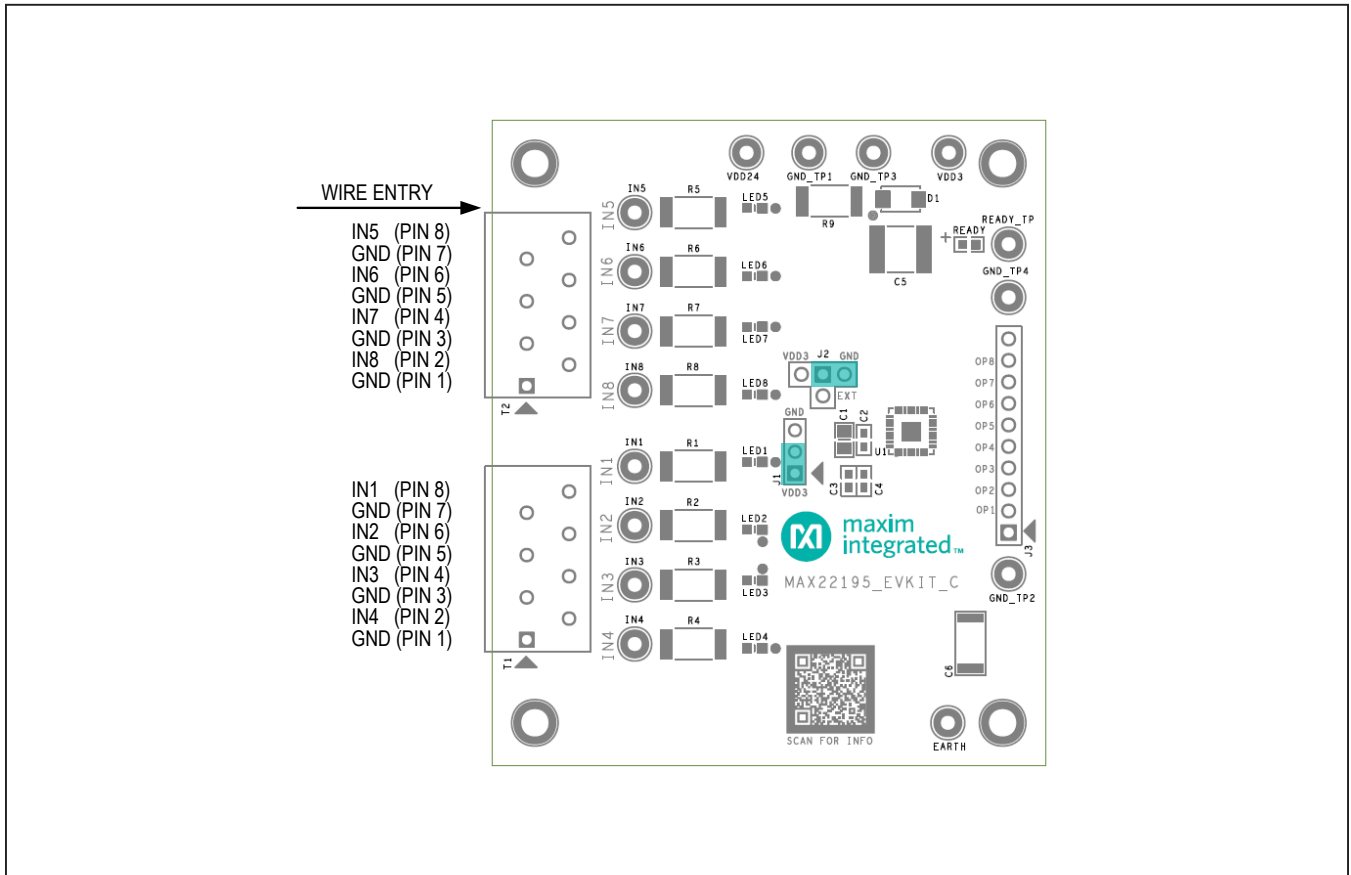 WIRE ENTRY
IN5 (PIN 8)
GND (PIN 7)
IN6 (PIN 6)
GND (PIN 5)
IN7 (PIN 4)
GND (PIN 3)
IN8 (PIN 2)
GND (PIN 1)
IN1 (PIN 8)
GND (PIN 7)
IN2 (PIN 6)
GND (PIN 5)
IN3 (PIN 4)
GND (PIN 3)
IN4 (PIN 2)
GND (PIN 1)
T2
T1
VDD24
GND_TP1
GND_TP3
VDD3
IN5 IN5 R5 LED5
R9
D1
C5
+ READY
READY_TP
GND_TP4
IN6 IN6 R6 LED6
IN7 IN7 R7 LED7
IN8 IN8 R8 LED8
VDD3 J2 GND
EXT
GND
J1
VDD3
C1
C2
U1
C3
C4
OP8
OP7
OP6
OP5
OP4
OP3
OP2
OP1
J3
IN1 IN1 R1 LED1
IN2 IN2 R2 LED2
IN3 IN3 R3 LED3
IN4 IN4 R4 LED4
maxim
integrated™
MAX22195_EVKIT_C
GND_TP2
C6
SCAN FOR INFO
EARTH